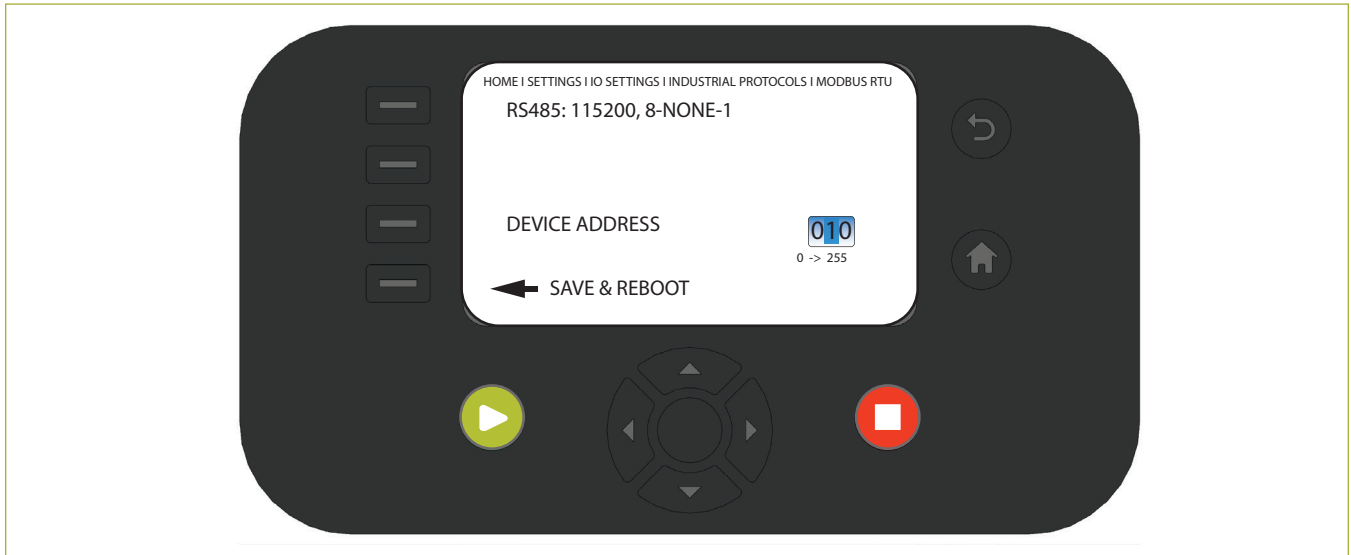 HOME I SETTINGS I IO SETTINGS I INDUSTRIAL PROTOCOLS I MODBUS RTU
RS485: 115200, 8-NONE-1
DEVICE ADDRESS 010
0 -> 255
SAVE & REBOOT